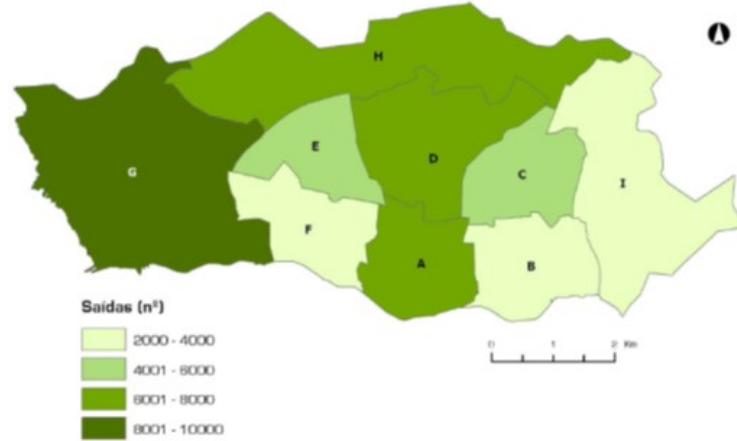 H
E
D
G
C
I
F
A
B
Saídas (nº)
2000 - 4000
4001 - 6000
6001 - 8000
8001 - 10000
0 1 2 Km